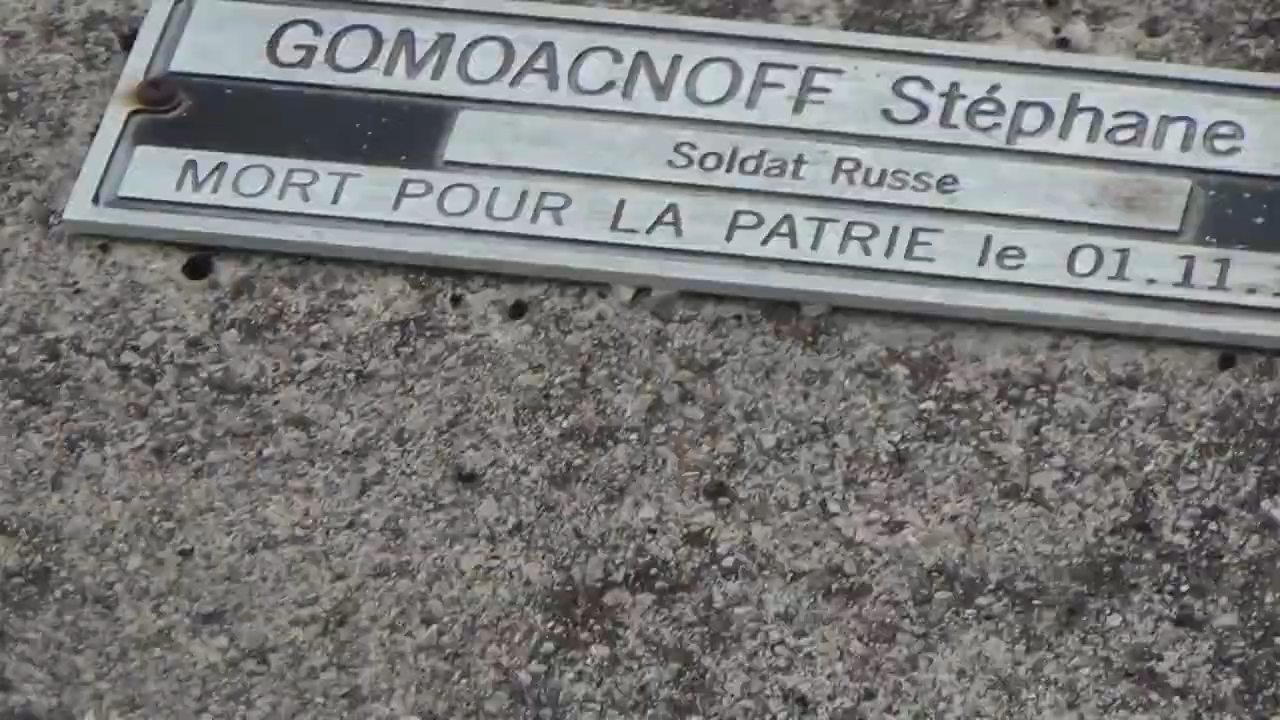 GOMOACNOFF Stéphane
Soldat Russe
MORT POUR LA PATRIE le 01.11.